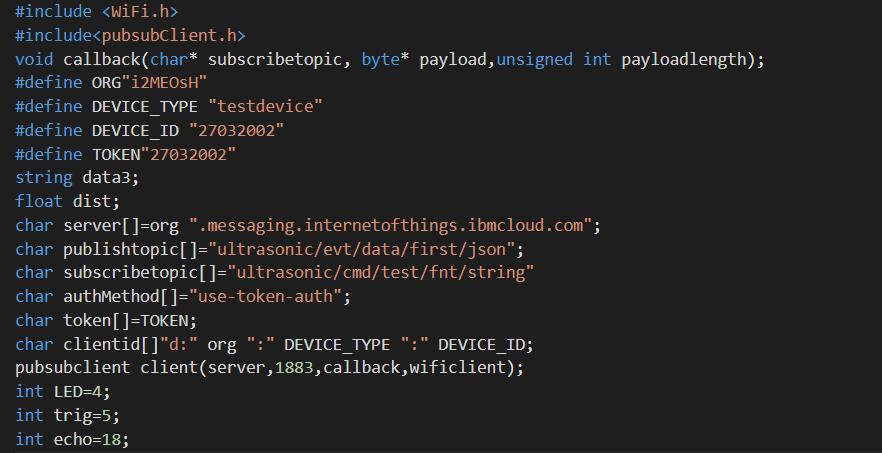 #include <WiFi.h>
#include<pubsubClient.h>
void callback(char* subscribetopic, byte* payload,unsigned int payloadlength);
#define ORG"i2MEOsH"
#define DEVICE_TYPE "testdevice"
#define DEVICE_ID "27032002"
#define TOKEN"27032002"
string data3;
float dist;
char server[]=org ".messaging.internetofthings.ibmcloud.com";
char publishtopic[]="ultrasonic/evt/data/first/json";
char subscribetopic[]="ultrasonic/cmd/test/fnt/string"
char authMethod[]="use-token-auth";
char token[]=TOKEN;
char clientid[]"d:" org ":" DEVICE_TYPE ":" DEVICE_ID;
pubsubclient client(server,1883,callback,wificlient);
int LED=4;
int trig=5;
int echo=18;